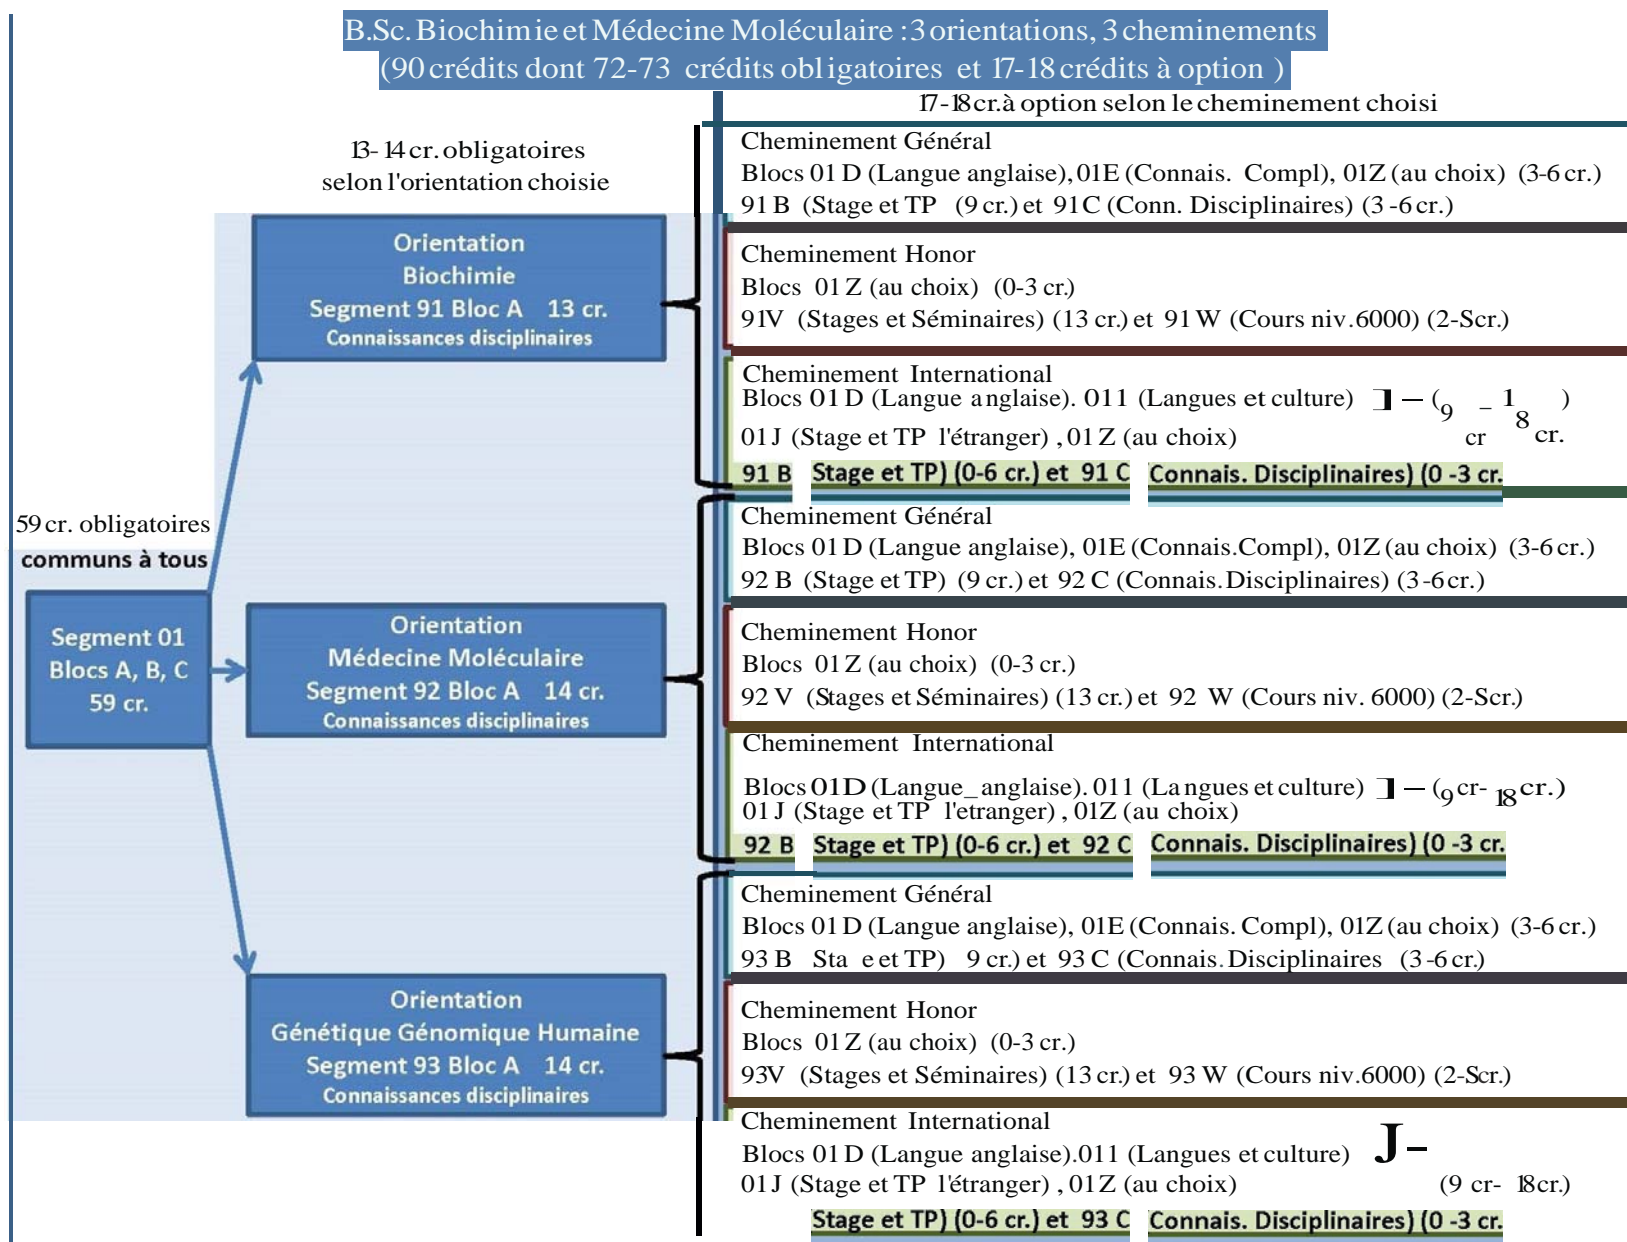 B.Sc. Biochimie et Médecine Moléculaire : 3 orientations, 3 cheminements
(90 crédits dont 72-73 crédits obligatoires et 17-18 crédits à option )
17-18 cr. à option selon le cheminement choisi
13- 14 cr. obligatoires
selon l'orientation choisie
59 cr. obligatoires
communs à tous
Segment 01
Blocs A, B, C
59 cr.
Orientation
Biochimie
Segment 91 Bloc A 13 cr.
Connaissances disciplinaires
Cheminement Général
Blocs 01 D (Langue anglaise), 01E (Connais. Compl), 01Z (au choix) (3-6 cr.)
91 B (Stage et TP (9 cr.) et 91 C (Conn. Disciplinaires) (3 -6 cr.)
Cheminement Honor
Blocs 01 Z (au choix) (0-3 cr.)
91V (Stages et Séminaires) (13 cr.) et 91 W (Cours niv.6000) (2-Scr.)
Cheminement International
Blocs 01 D (Langue anglaise). 011 (Langues et culture) ]— (9 cr – 18 cr. )
01 J (Stage et TP l'étranger) , 01 Z (au choix)
91 B Stage et TP) (0-6 cr.) et 91 C Connais. Disciplinaires) (0 -3 cr.
Orientation
Médecine Moléculaire
Segment 92 Bloc A 14 cr.
Connaissances disciplinaires
Cheminement Général
Blocs 01 D (Langue anglaise), 01E (Connais.Compl), 01Z (au choix) (3-6 cr.)
92 B (Stage et TP) (9 cr.) et 92 C (Connais. Disciplinaires) (3 -6 cr.)
Cheminement Honor
Blocs 01 Z (au choix) (0-3 cr.)
92 V (Stages et Séminaires) (13 cr.) et 92 W (Cours niv. 6000) (2-Scr.)
Cheminement International
Blocs 01D (Langue_ anglaise). 011 (La ngues et culture) ]— (9 cr- 18 cr.)
01 J (Stage et TP l'etranger) , 01Z (au choix)
92 B Stage et TP) (0-6 cr.) et 92 C Connais. Disciplinaires) (0 -3 cr.
Orientation
Génétique Génomique Humaine
Segment 93 Bloc A 14 cr.
Connaissances disciplinaires
Cheminement Général
Blocs 01 D (Langue anglaise), 01E (Connais. Compl), 01Z (au choix) (3-6 cr.)
93 B Sta e et TP) 9 cr.) et 93 C (Connais. Disciplinaires (3 -6 cr.)
Cheminement Honor
Blocs 01 Z (au choix) (0-3 cr.)
93V (Stages et Séminaires) (13 cr.) et 93 W (Cours niv.6000) (2-Scr.)
Cheminement International
Blocs 01 D (Langue anglaise).011 (Langues et culture) J–
01 J (Stage et TP l'étranger) , 01 Z (au choix) (9 cr- 18cr.)
Stage et TP) (0-6 cr.) et 93 C Connais. Disciplinaires) (0 -3 cr.